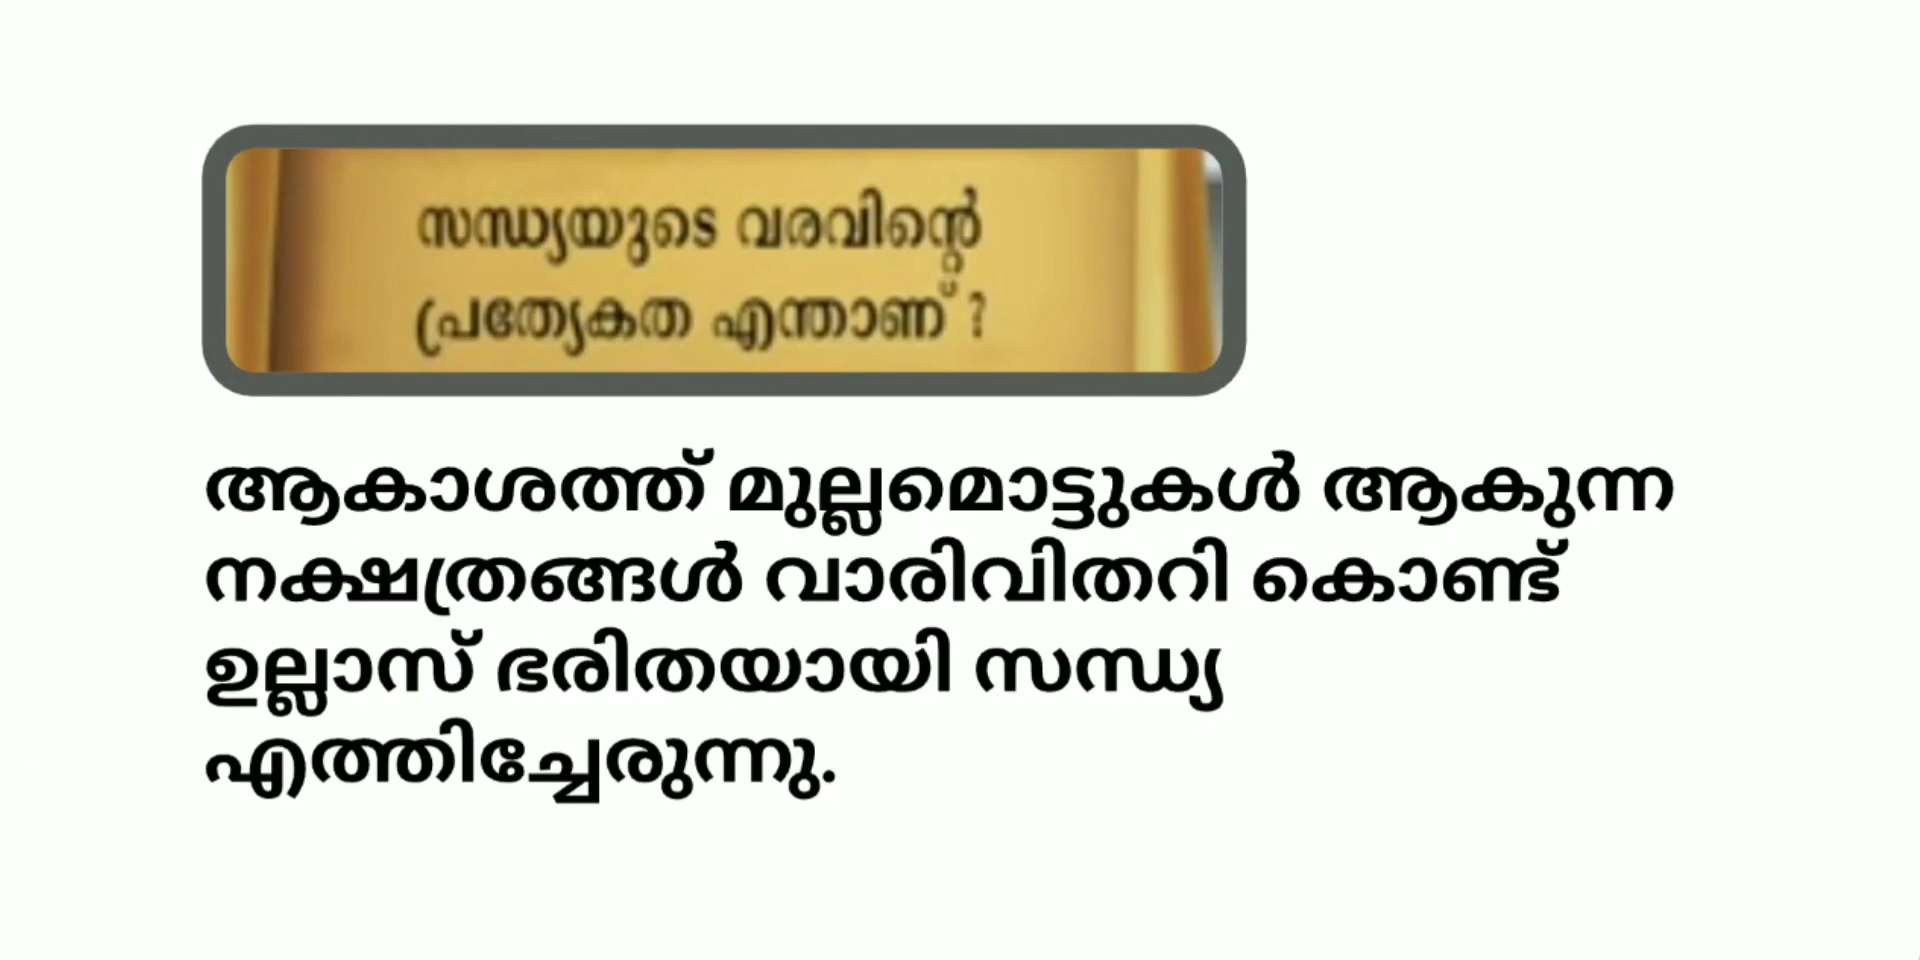 സന്ധ്യയുടെ വരവിന്റെ
പ്രത്യേകത എന്താണ് ?
ആകാശത്ത് മുല്ലമൊട്ടുകൾ ആകുന്ന
നക്ഷത്രങ്ങൾ വാരിവിതറി കൊണ്ട്
ഉല്ലാസ് ഭരിതയായി സന്ധ്യ
എത്തിച്ചേരുന്നു.